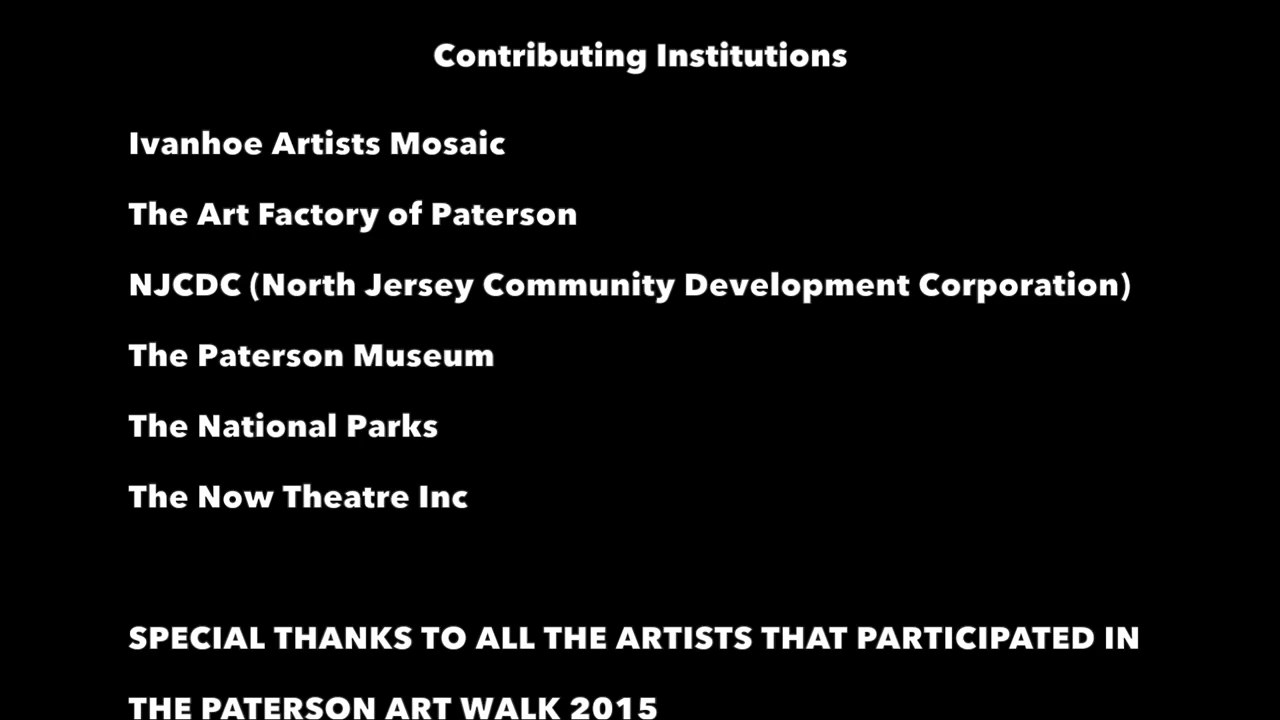 Contributing Institutions
Ivanhoe Artists Mosaic
The Art Factory of Paterson
NJCDC (North Jersey Community Development Corporation)
The Paterson Museum
The National Parks
The Now Theatre Inc
SPECIAL THANKS TO ALL THE ARTISTS THAT PARTICIPATED IN
THE PATERSON ART WALK 2015